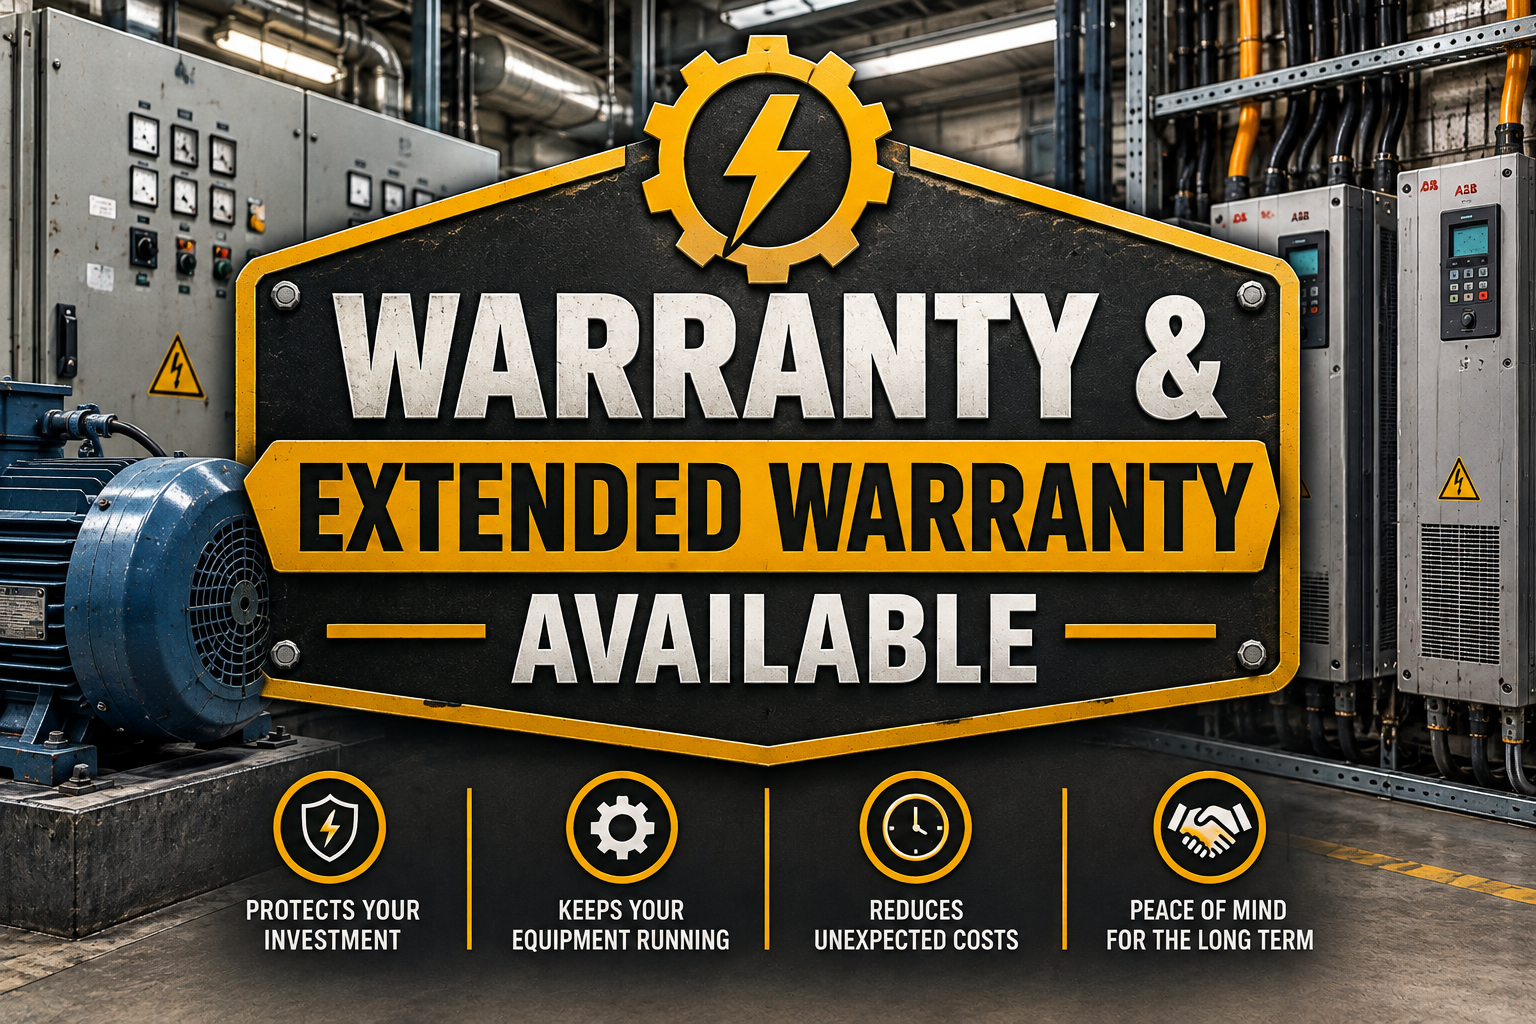 WARRANTY &
EXTENDED WARRANTY
AVAILABLE
PROTECTS YOUR
INVESTMENT
KEEPS YOUR
EQUIPMENT RUNNING
REDUCES
UNEXPECTED COSTS
PEACE OF MIND
FOR THE LONG TERM
ABB
ABB